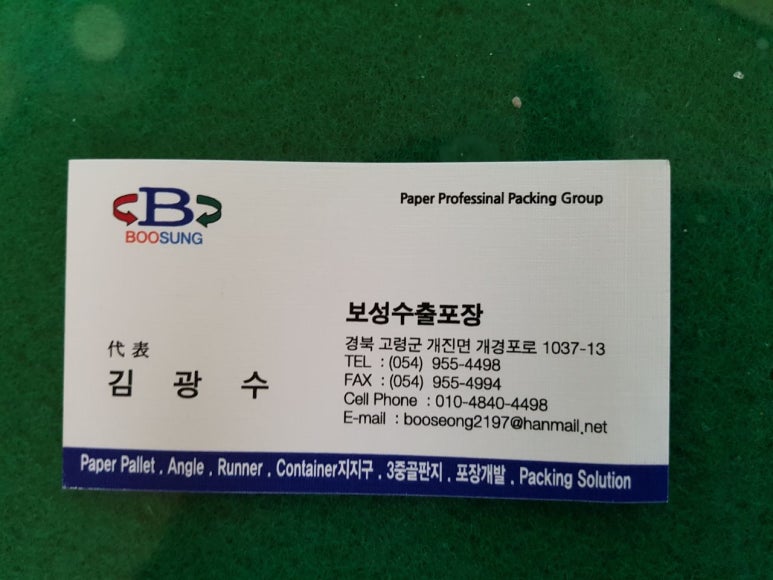 B
BOOSUNG
Paper Professinal Packing Group
보성수출포장
경북 고령군 개진면 개경포로 1037-13
TEL : (054) 955-4498
FAX : (054) 955-4994
Cell Phone : 010-4840-4498
E-mail : booseong2197@hanmail.net
代表
김 광 수
Paper Pallet . Angle . Runner . Container지지구 . 3중골판지 . 포장개발 . Packing Solution